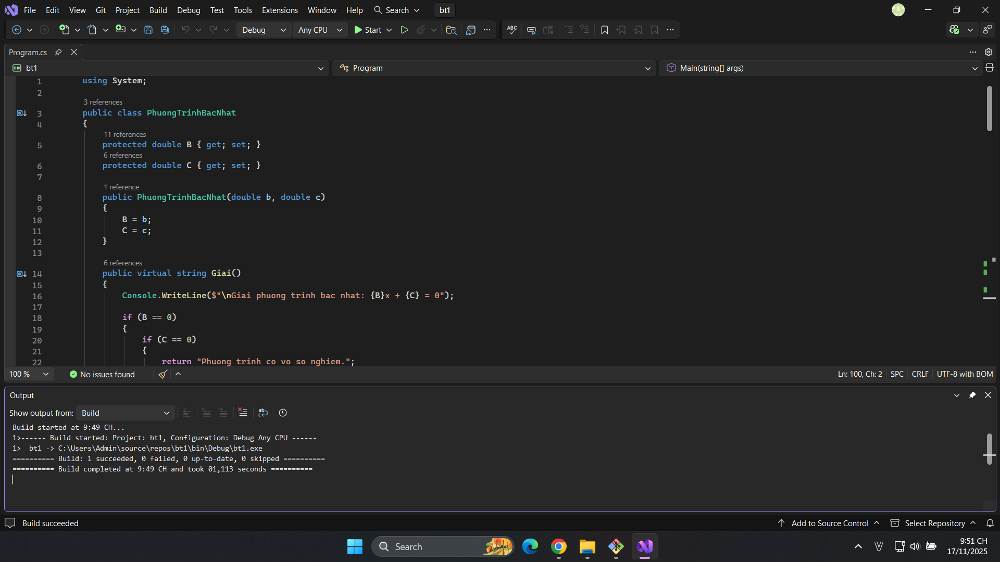 File Edit View Git Project Build Debug Test Tools Extensions Window Help Search bt1
Debug Any CPU Start
Program.cs
bt1 Program Main(string[] args)
1 using System;
2
3 references
3 public class PhuongTrinhBacNhat
4 {
11 references
5 protected double B { get; set; }
6 references
6 protected double C { get; set; }
7
1 reference
8 public PhuongTrinhBacNhat(double b, double c)
9 {
10 B = b;
11 C = c;
12 }
13
6 references
14 public virtual string Giai()
15 {
16 Console.WriteLine($"\nGiai phuong trinh bac nhat: {B}x + {C} = 0");
17
18 if (B == 0)
19 {
20 if (C == 0)
21 {
22 return "Phuong trinh co vo so nghiem.";
100 % No issues found Ln: 100, Ch: 2 SPC CRLF UTF-8 with BOM
Output
Show output from: Build
Build started at 9:49 CH...
1>------ Build started: Project: bt1, Configuration: Debug Any CPU ------
1>  bt1 -> C:\Users\Admin\source\repos\bt1\bin\Debug\bt1.exe
========== Build: 1 succeeded, 0 failed, 0 up-to-date, 0 skipped ==========
========== Build completed at 9:49 CH and took 01,113 seconds ==========
Build succeeded Add to Source Control Select Repository
Search
V
9:51 CH
17/11/2025